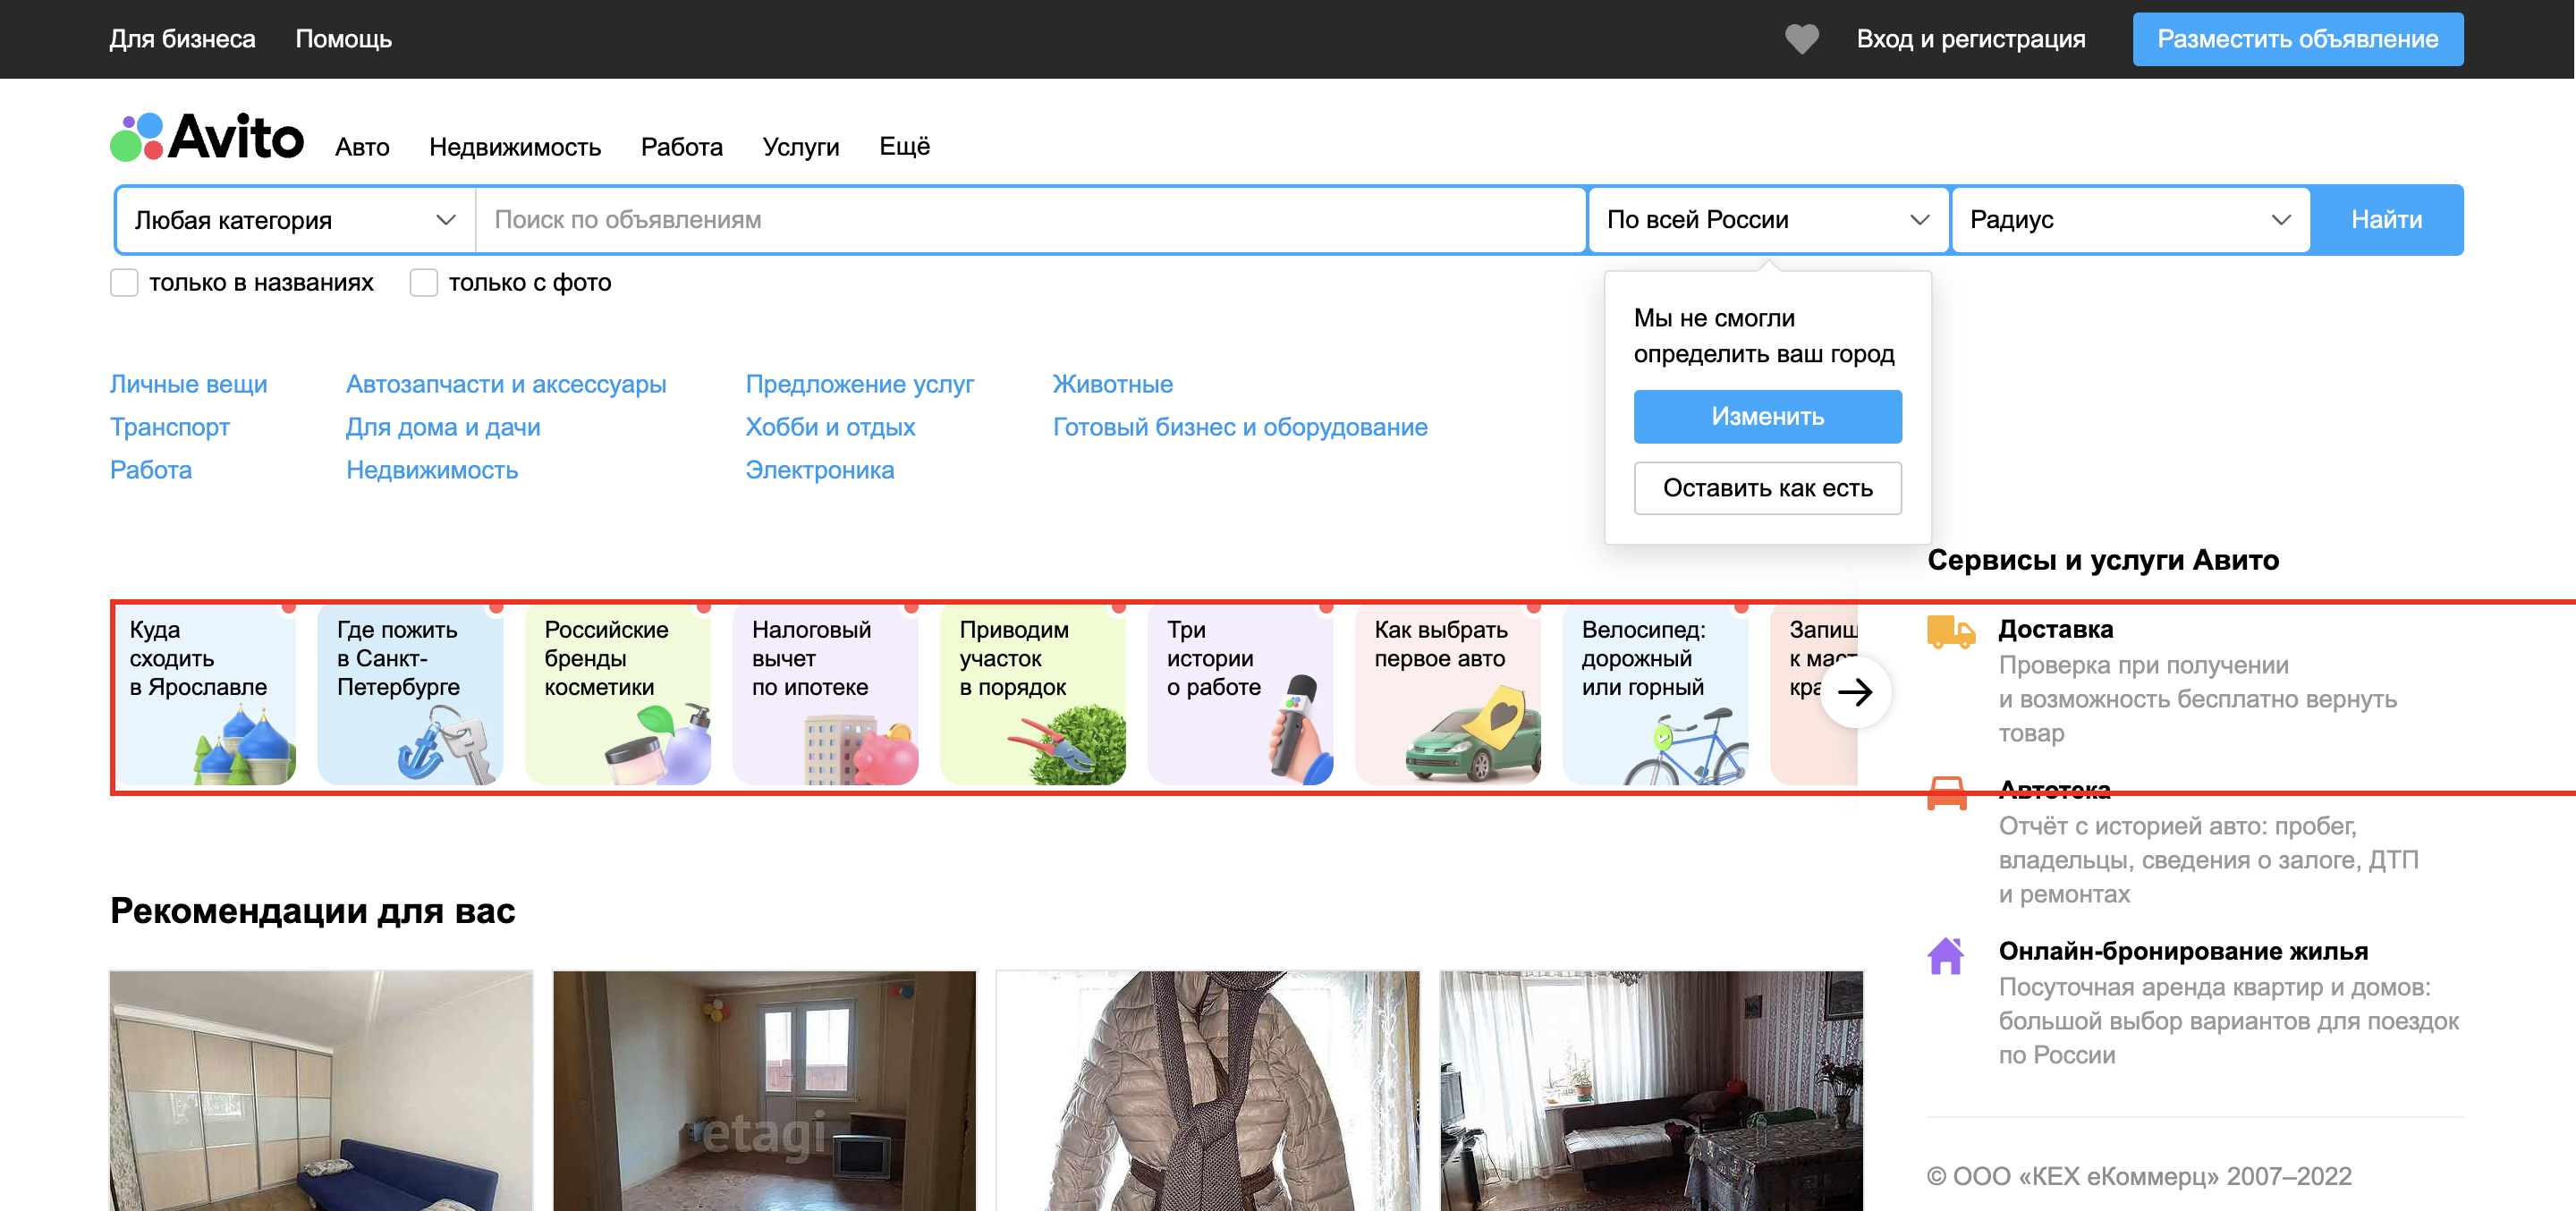 Для бизнеса Помощь Вход и регистрация Разместить объявление
Avito Авто Недвижимость Работа Услуги Ещё
Любая категория Поиск по объявлениям По всей России Радиус Найти
только в названиях только с фото
Мы не смогли
определить ваш город
Изменить
Оставить как есть
Личные вещи Автозапчасти и аксессуары Предложение услуг Животные
Транспорт Для дома и дачи Хобби и отдых Готовый бизнес и оборудование
Работа Недвижимость Электроника
Куда
сходить
в Ярославле
Где пожить
в Санкт-
Петербурге
Российские
бренды
косметики
Налоговый
вычет
по ипотеке
Приводим
участок
в порядок
Три
истории
о работе
Как выбрать
первое авто
Велосипед:
дорожный
или горный
Запиш
к маст
кра
Сервисы и услуги Авито
Доставка
Проверка при получении
и возможность бесплатно вернуть
товар
Автотека
Отчёт с историей авто: пробег,
владельцы, сведения о залоге, ДТП
и ремонтах
Онлайн-бронирование жилья
Посуточная аренда квартир и домов:
большой выбор вариантов для поездок
по России
© ООО «КЕХ еКоммерц» 2007–2022
Рекомендации для вас
etagi